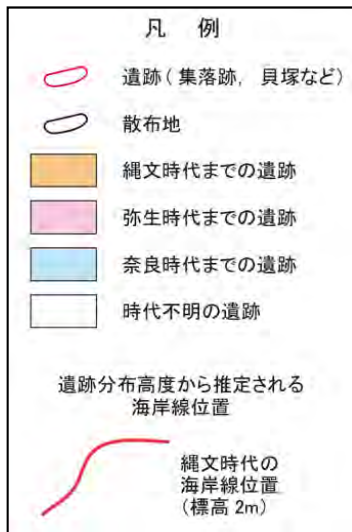 凡 例
遺跡（集落跡，貝塚など）
散布地
縄文時代までの遺跡
弥生時代までの遺跡
奈良時代までの遺跡
時代不明の遺跡
遺跡分布高度から推定される
海岸線位置
縄文時代の
海岸線位置
（標高 2m）